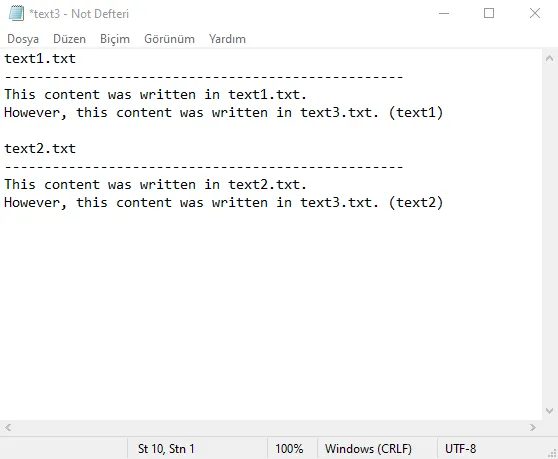 *text3 - Not Defteri
Dosya Düzen Biçim Görünüm Yardım
text1.txt
--------------------------------------------------
This content was written in text1.txt.
However, this content was written in text3.txt. (text1)

text2.txt
--------------------------------------------------
This content was written in text2.txt.
However, this content was written in text3.txt. (text2)
St 10, Stn 1 100% Windows (CRLF) UTF-8